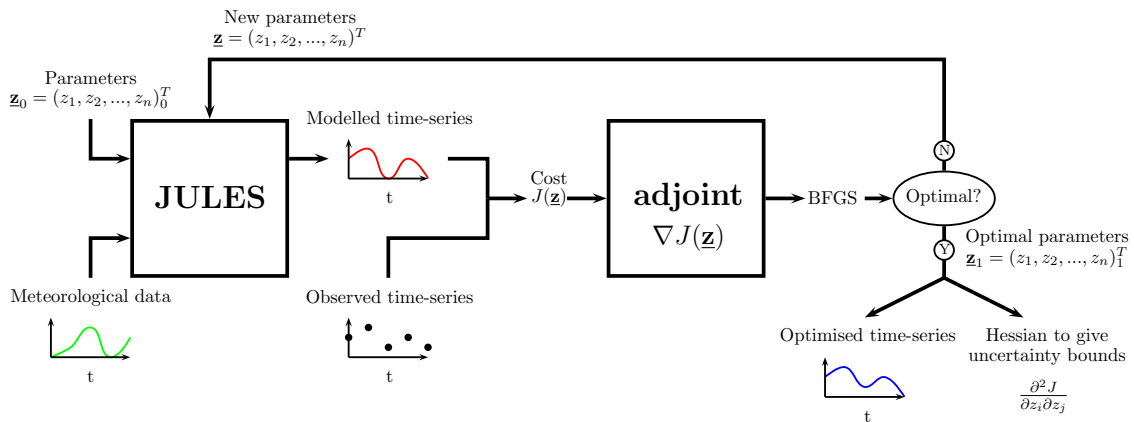 New parameters
z = (z₁, z₂, ..., zₙ)ᵀ
Parameters
z₀ = (z₁, z₂, ..., zₙ)₀ᵀ
JULES
Meteorological data
t
Modelled time-series
t
Observed time-series
t
Cost
J(z)
adjoint
∇J(z)
BFGS
N
Optimal?
Y
Optimal parameters
z₁ = (z₁, z₂, ..., zₙ)₁ᵀ
Optimised time-series
t
Hessian to give
uncertainty bounds
∂²J
∂zᵢ∂zⱼ